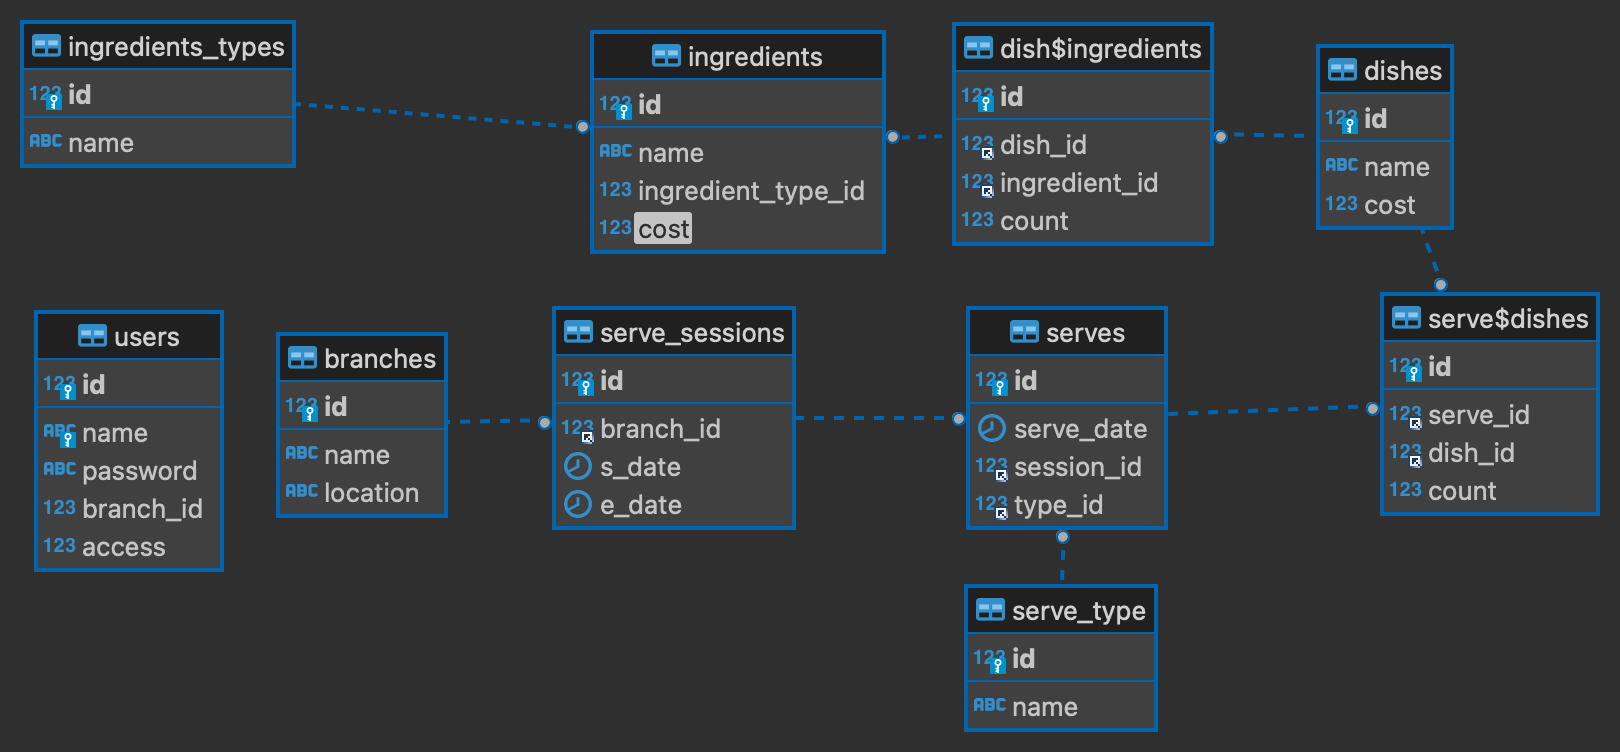 ingredients_types
123 id
ABC name
ingredients
123 id
ABC name
123 ingredient_type_id
123 cost
dish$ingredients
123 id
123 dish_id
123 ingredient_id
123 count
dishes
123 id
ABC name
123 cost
users
123 id
ABC name
ABC password
123 branch_id
123 access
branches
123 id
ABC name
ABC location
serve_sessions
123 id
123 branch_id
s_date
e_date
serves
123 id
serve_date
123 session_id
123 type_id
serve$dishes
123 id
123 serve_id
123 dish_id
123 count
serve_type
123 id
ABC name